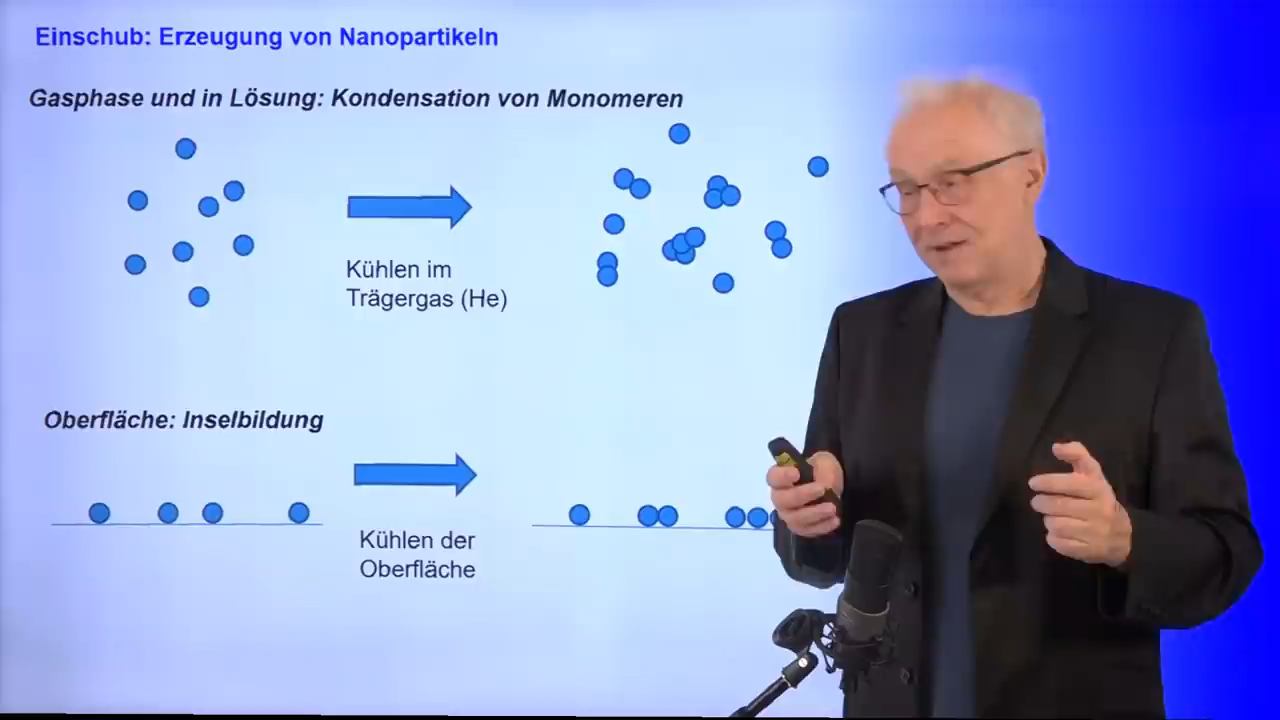 Einschub: Erzeugung von Nanopartikeln
Gasphase und in Lösung: Kondensation von Monomeren
Kühlen im
Trägergas (He)
Oberfläche: Inselbildung
Kühlen der
Oberfläche